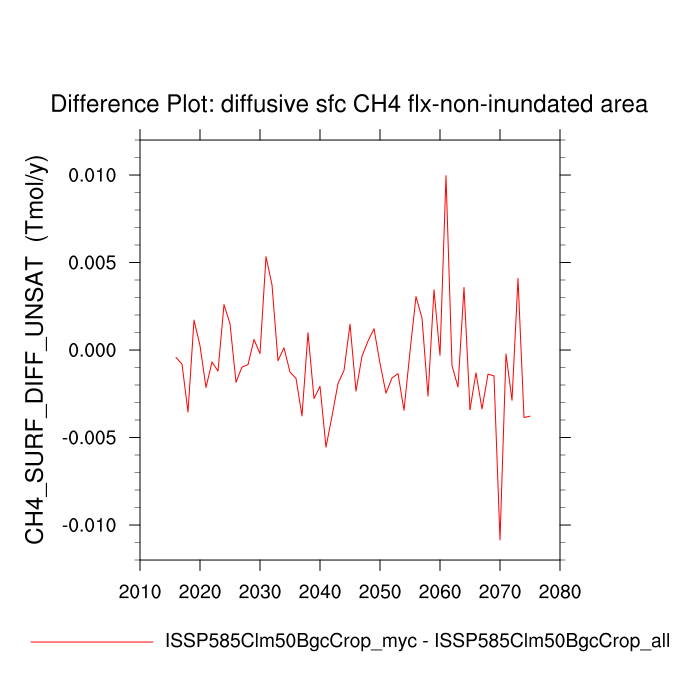 Difference Plot: diffusive sfc CH4 flx-non-inundated area
CH4_SURF_DIFF_UNSAT (Tmol/y)
0.010
0.005
0.000
-0.005
-0.010
2010 2020 2030 2040 2050 2060 2070 2080
ISSP585Clm50BgcCrop_myc - ISSP585Clm50BgcCrop_all